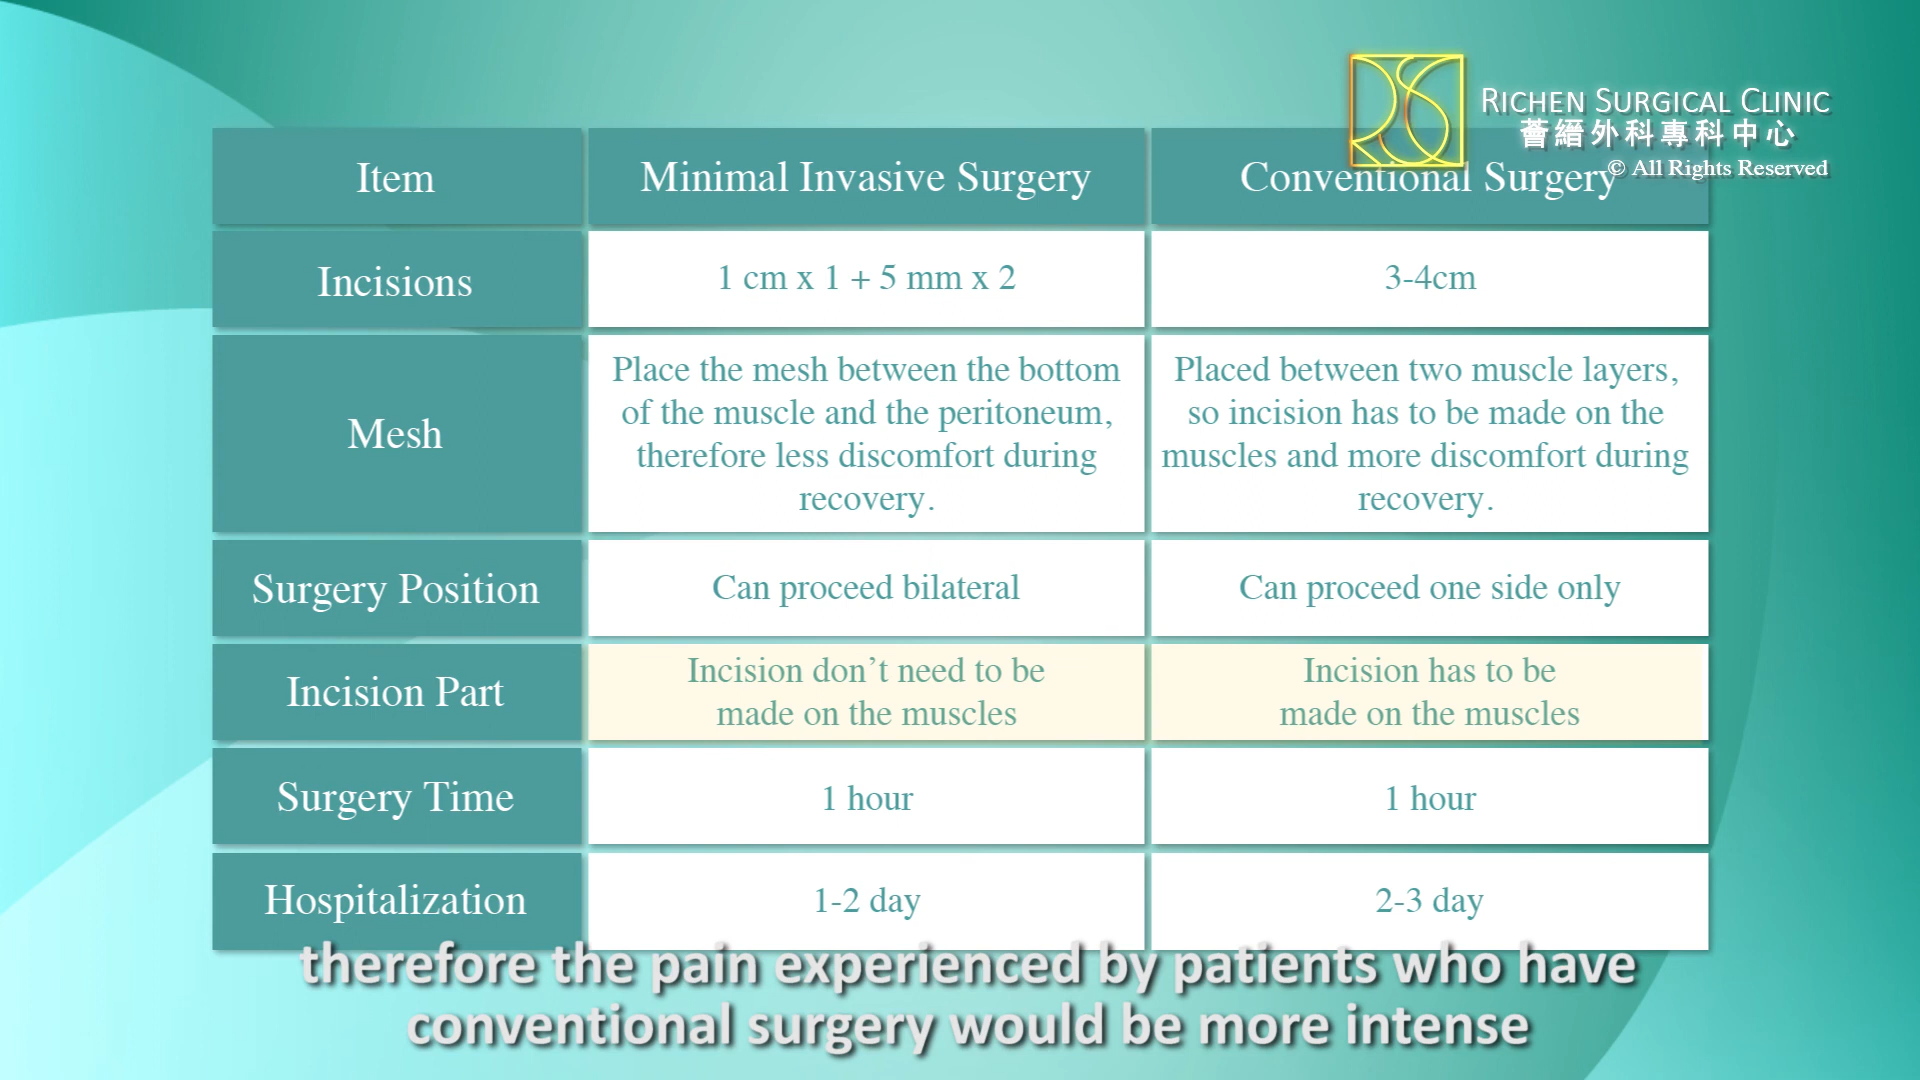 RICHEN SURGICAL CLINIC
薈縉外科專科中心
© All Rights Reserved
Item
Minimal Invasive Surgery
Conventional Surgery
Incisions
1 cm x 1 + 5 mm x 2
3-4cm
Mesh
Place the mesh between the bottom
of the muscle and the peritoneum,
therefore less discomfort during
recovery.
Placed between two muscle layers,
so incision has to be made on the
muscles and more discomfort during
recovery.
Surgery Position
Can proceed bilateral
Can proceed one side only
Incision Part
Incision don’t need to be
made on the muscles
Incision has to be
made on the muscles
Surgery Time
1 hour
1 hour
Hospitalization
1-2 day
2-3 day
therefore the pain experienced by patients who have
conventional surgery would be more intense